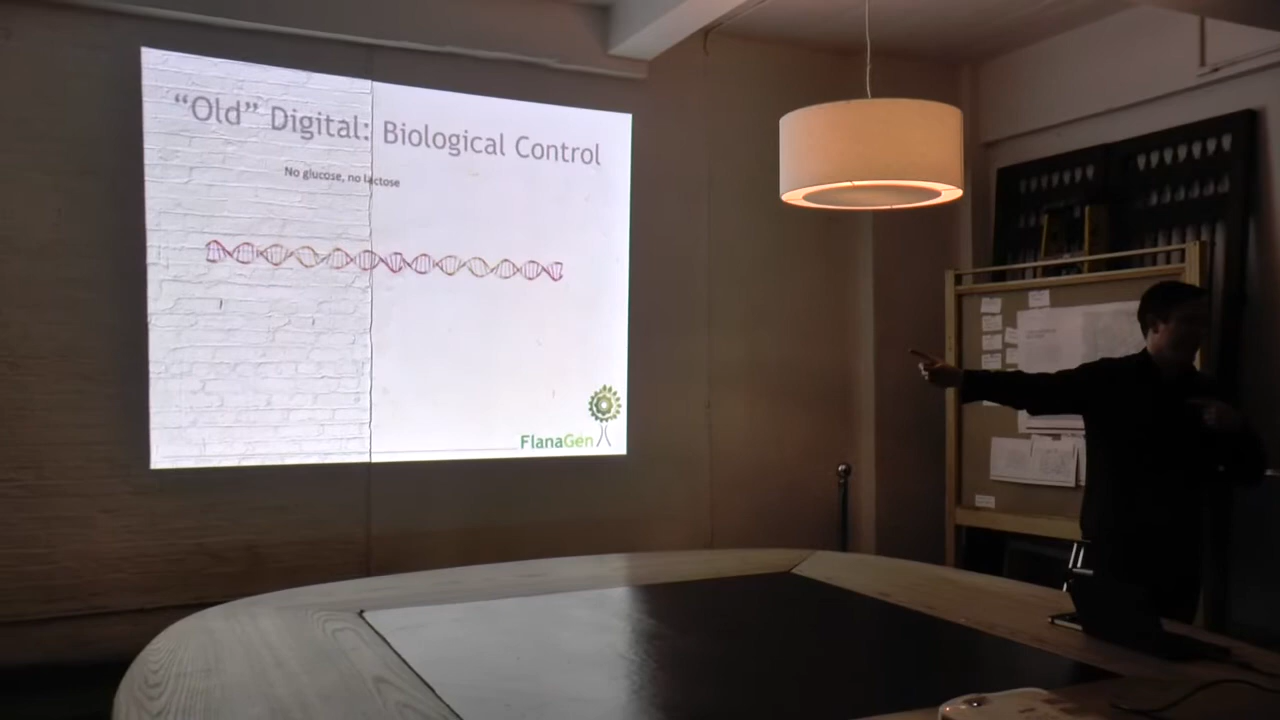 “Old” Digital: Biological Control
No glucose, no lactose
FlanaGen